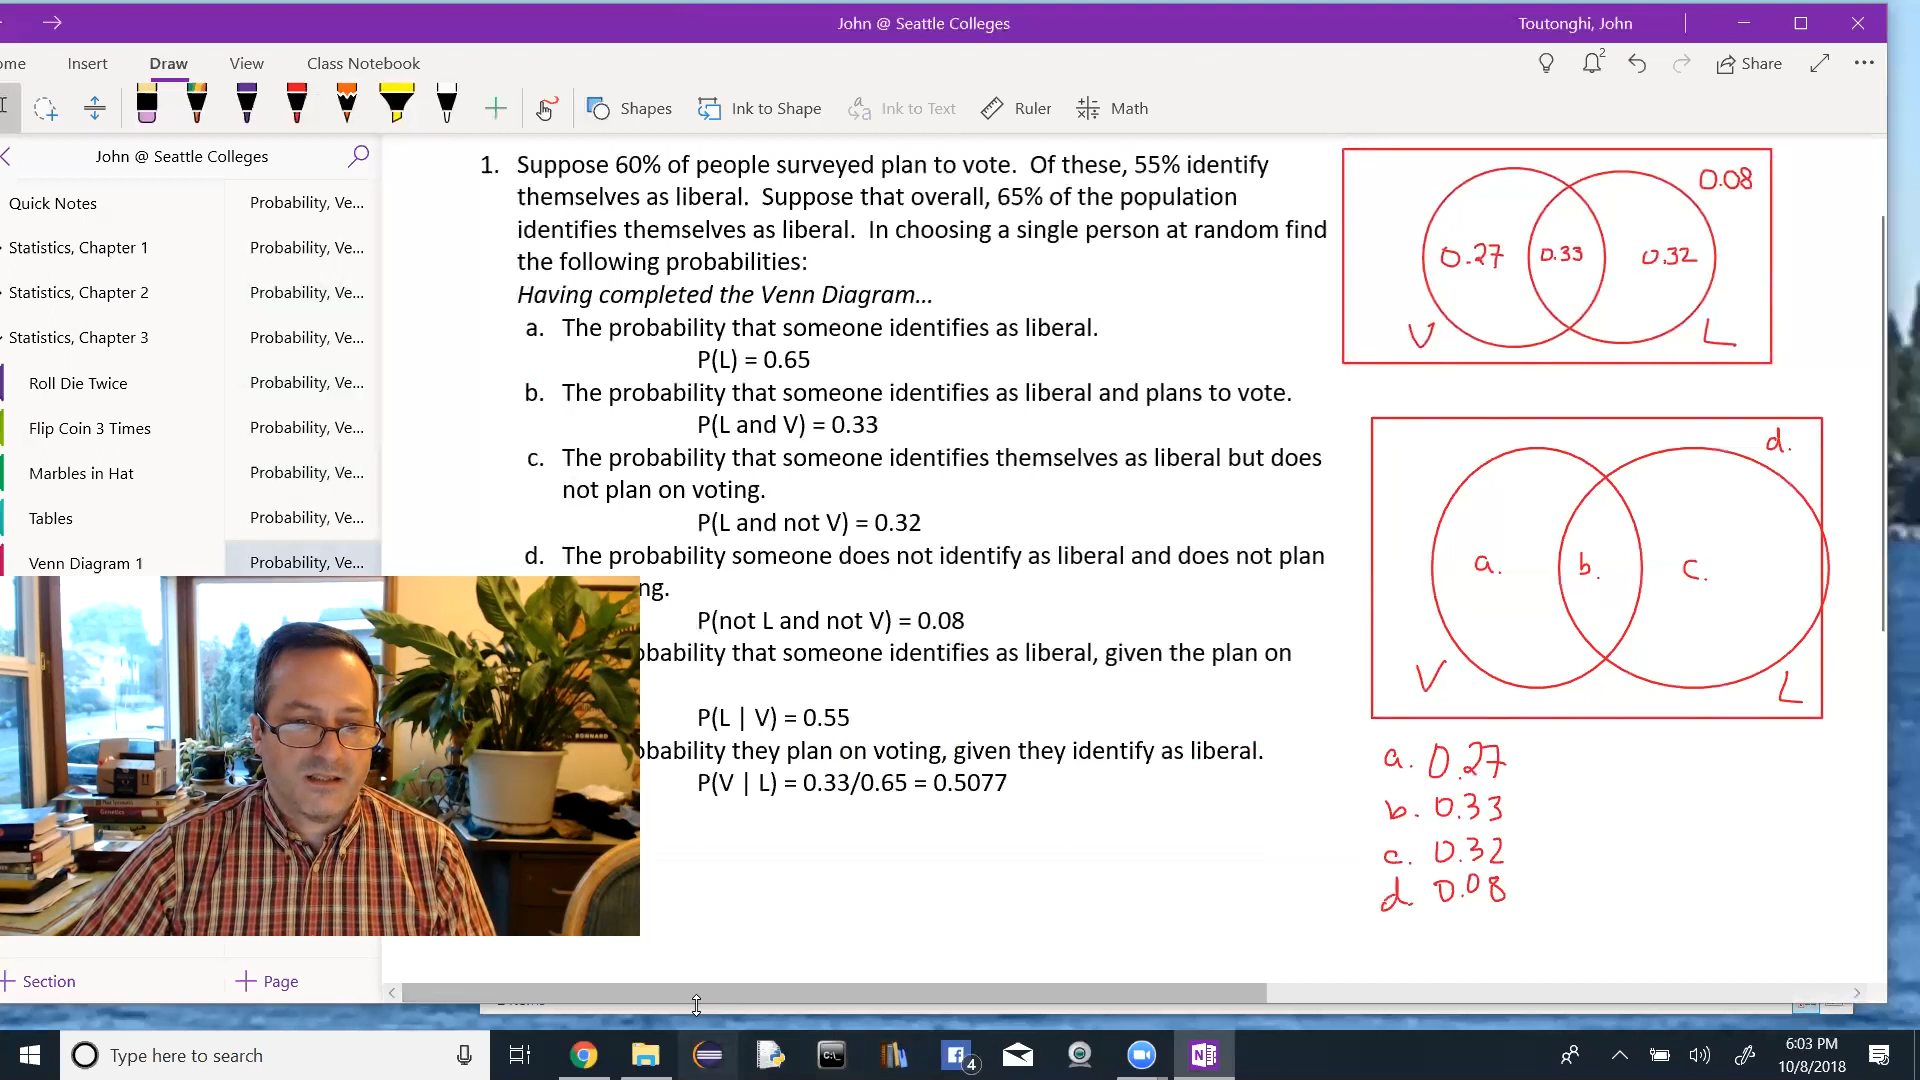 John @ Seattle Colleges
Toutonghi, John
ome
Insert
Draw
View
Class Notebook
2
Share
Shapes
Ink to Shape
Ink to Text
Ruler
Math
John @ Seattle Colleges
Quick Notes
Statistics, Chapter 1
Statistics, Chapter 2
Statistics, Chapter 3
Roll Die Twice
Flip Coin 3 Times
Marbles in Hat
Tables
Venn Diagram 1
Probability, Ve...
Probability, Ve...
Probability, Ve...
Probability, Ve...
Probability, Ve...
Probability, Ve...
Probability, Ve...
Probability, Ve...
Probability, Ve...
1. Suppose 60% of people surveyed plan to vote. Of these, 55% identify
themselves as liberal. Suppose that overall, 65% of the population
identifies themselves as liberal. In choosing a single person at random find
the following probabilities:
Having completed the Venn Diagram...
a. The probability that someone identifies as liberal.
P(L) = 0.65
b. The probability that someone identifies as liberal and plans to vote.
P(L and V) = 0.33
c. The probability that someone identifies themselves as liberal but does
not plan on voting.
P(L and not V) = 0.32
d. The probability someone does not identify as liberal and does not plan
ng.
P(not L and not V) = 0.08
obability that someone identifies as liberal, given the plan on
P(L | V) = 0.55
obability they plan on voting, given they identify as liberal.
P(V | L) = 0.33/0.65 = 0.5077
0.08
0.27 0.33 0.32
V L
d.
a. b. c.
V L
a. 0.27
b. 0.33
c. 0.32
d. 0.08
BONNARD
Genetics
Section
Page
Type here to search
C:\
4
N
6:03 PM
10/8/2018